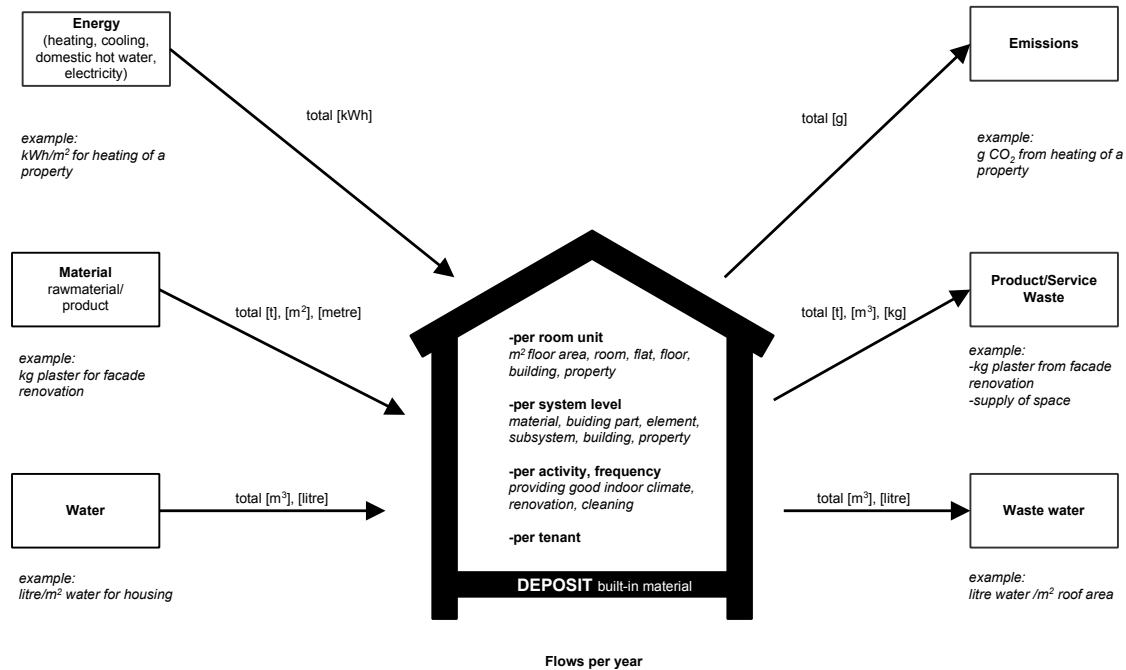 Energy
(heating, cooling,
domestic hot water,
electricity)
total [kWh]
example:
kWh/m² for heating of a
property
Material
rawmaterial/
product
total [t], [m²], [metre]
example:
kg plaster for facade
renovation
Water
total [m³], [litre]
example:
litre/m² water for housing
-per room unit
m² floor area, room, flat, floor,
building, property
-per system level
material, buiding part, element,
subsystem, building, property
-per activity, frequency
providing good indoor climate,
renovation, cleaning
-per tenant
DEPOSIT built-in material
Emissions
total [g]
example:
g CO₂ from heating of a
property
Product/Service
Waste
total [t], [m³], [kg]
example:
-kg plaster from facade
renovation
-supply of space
Waste water
total [m³], [litre]
example:
litre water /m² roof area
Flows per year